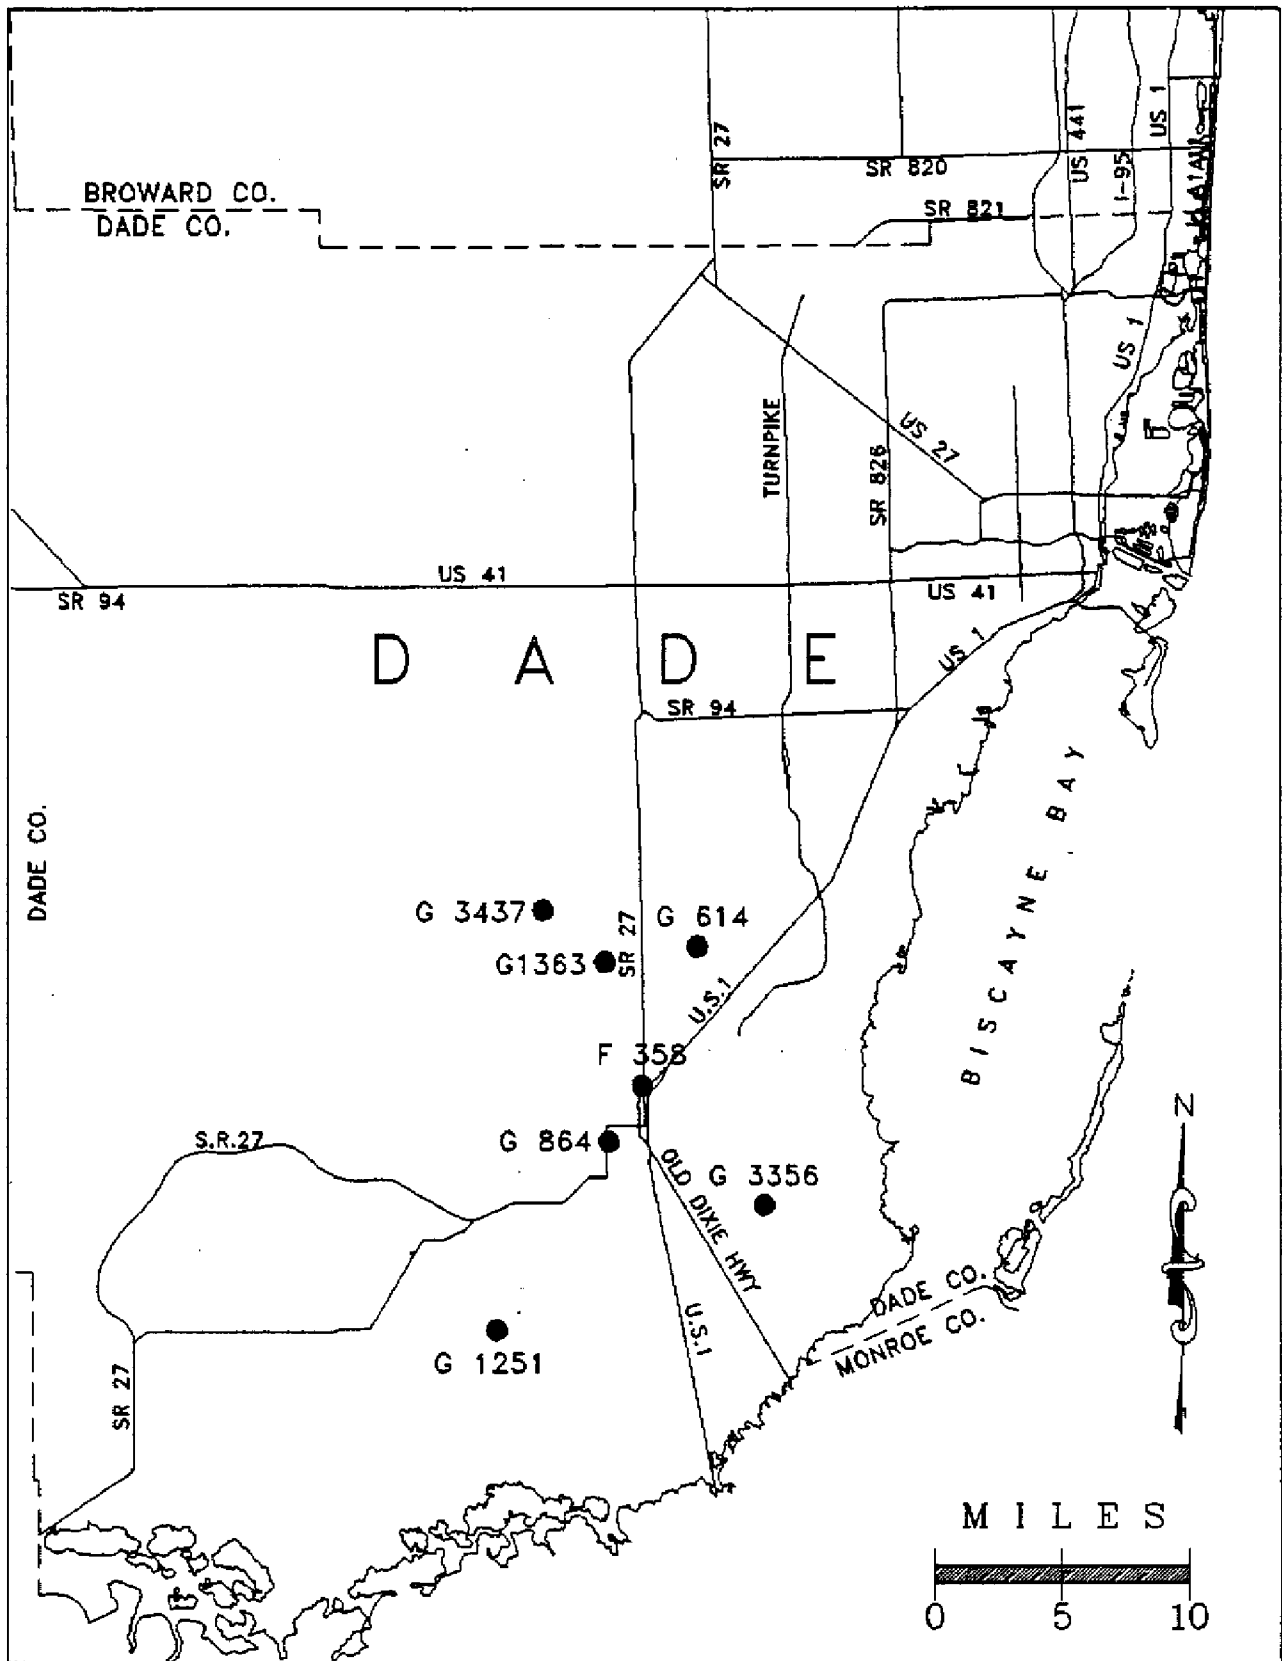 SR 27
US 441
US 1
SR 820
I-95
BROWARD CO.
DADE CO.
SR 821
US 1
TURNPIKE
US 27
SR 826
US 41
SR 94
US 41
D A D E
US 1
SR 94
BISCAYNE BAY
DADE CO.
G 3437
G 614
SR 27
G1363
U.S.1
F 358
N
S.R.27
G 864
OLD DIXIE HWY
G 3356
DADE CO.
MONROE CO.
U.S.1
G 1251
SR 27
MILES
0 5 10